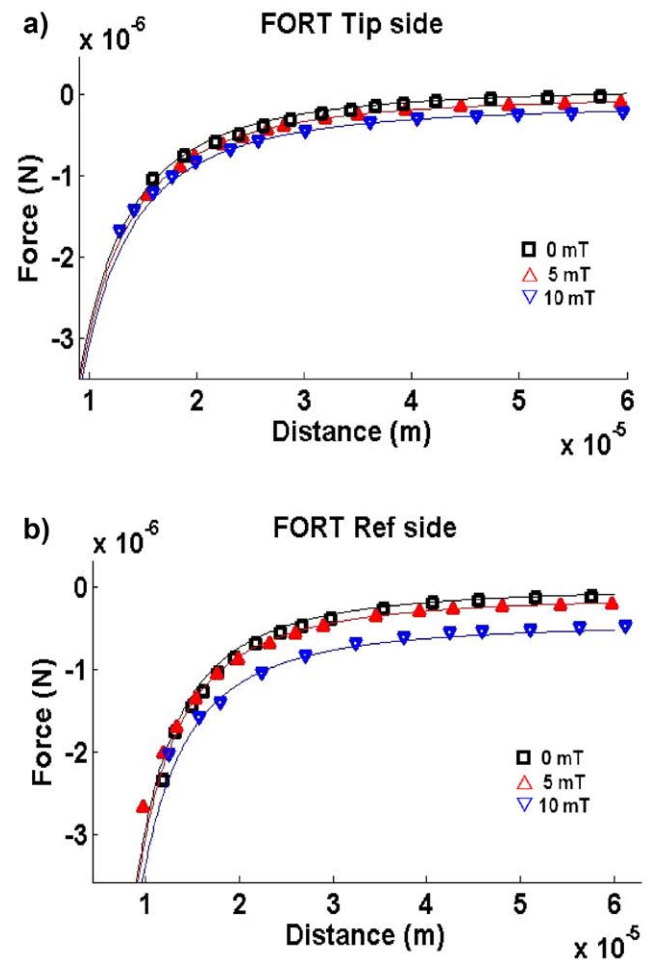 a)
x 10-6
FORT Tip side
0
-1
-2
-3
Force (N)
0 mT
5 mT
10 mT
1 2 3 4 5 6
Distance (m)
x 10-5
b)
x 10-6
FORT Ref side
0
-1
-2
-3
Force (N)
0 mT
5 mT
10 mT
1 2 3 4 5 6
Distance (m)
x 10-5